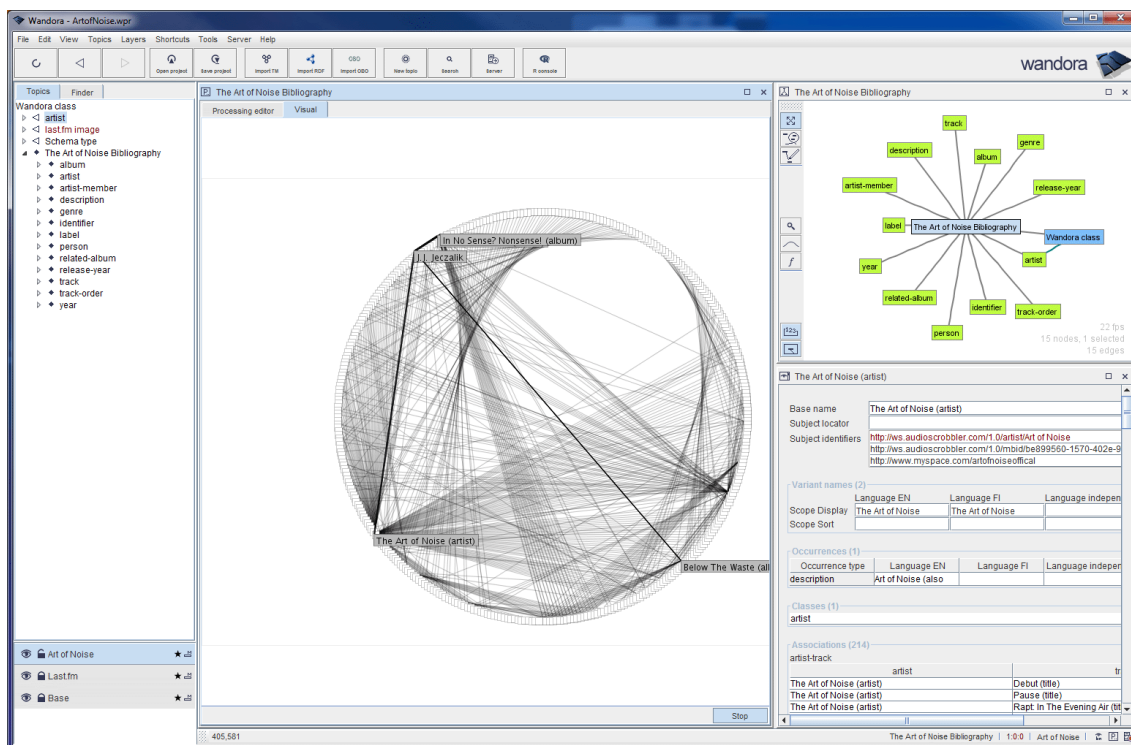 Wandora - ArtofNoise.wpr
File Edit View Topics Layers Shortcuts Tools Server Help
Open project
Save project
Import TM
Import RDF
OBO
Import OBO
New topic
Search
Server
R console
wandora
Topics Finder
Wandora class
artist
last.fm image
Schema type
The Art of Noise Bibliography
album
artist
artist-member
description
genre
identifier
label
person
related-album
release-year
track
track-order
year
Art of Noise
Last.fm
Base
P The Art of Noise Bibliography
Processing editor Visual
In No Sense? Nonsense! (album)
J.J. Jeczalik
The Art of Noise (artist)
Below The Waste (al
Stop
The Art of Noise Bibliography
track
genre
description
album
artist-member
release-year
label
The Art of Noise Bibliography
Wandora class
artist
year
related-album
identifier
track-order
person
22 fps
15 nodes, 1 selected
15 edges
The Art of Noise (artist)
Base name The Art of Noise (artist)
Subject locator
Subject identifiers http://ws.audioscrobbler.com/1.0/artist/Art of Noise
http://ws.audioscrobbler.com/1.0/mbid/be899560-1570-402e-9
http://www.myspace.com/artofnoiseoffical
Variant names (2)
Language EN Language FI Language indepen
Scope Display The Art of Noise The Art of Noise
Scope Sort
Occurrences (1)
Occurrence type Language EN Language FI Language indepen
description Art of Noise (also
Classes (1)
artist
Associations (214)
artist-track
artist tr
The Art of Noise (artist) Debut (title)
The Art of Noise (artist) Pause (title)
The Art of Noise (artist) Rapt: In The Evening Air (tit
405,581
The Art of Noise Bibliography 1:0:0 Art of Noise P